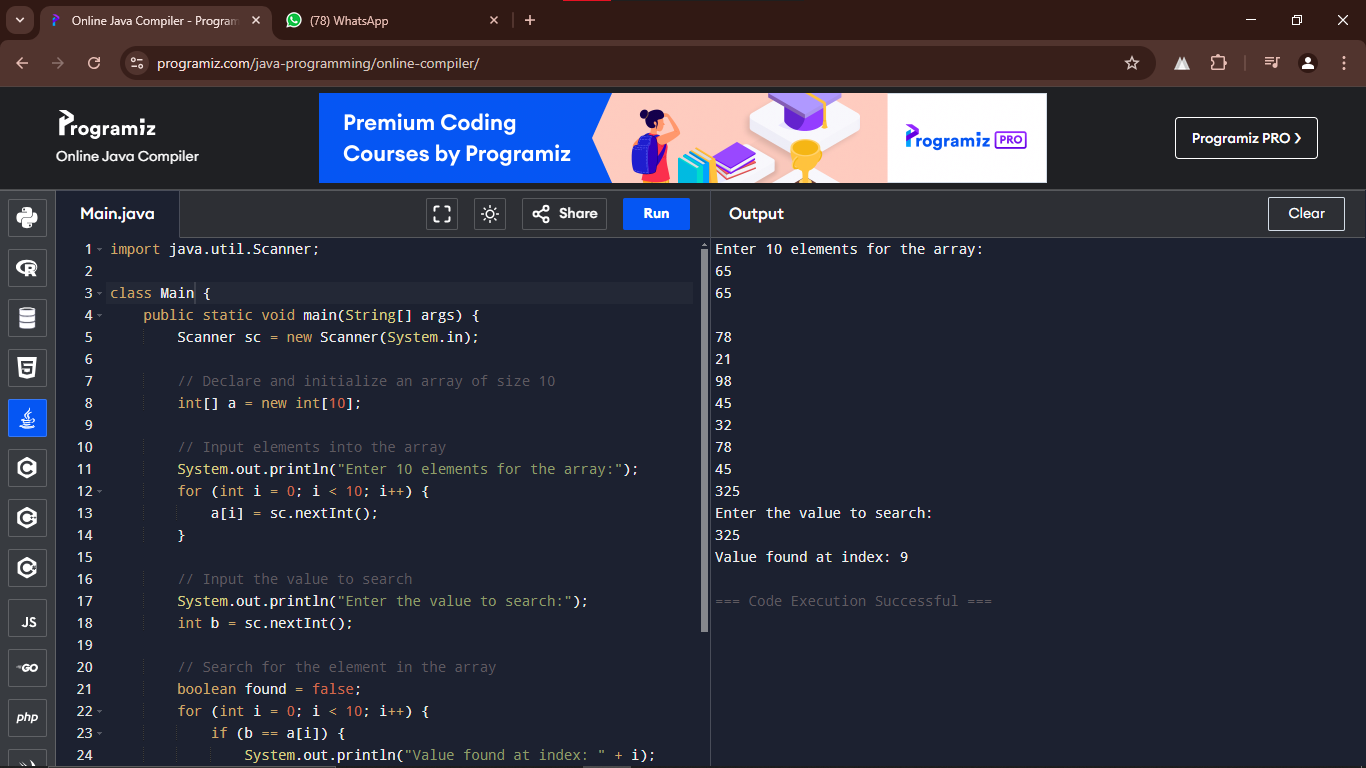 Online Java Compiler - Program
(78) WhatsApp
programiz.com/java-programming/online-compiler/
Programiz
Online Java Compiler
Premium Coding
Courses by Programiz
Programiz PRO
Programiz PRO
Main.java
Share
Run
Output
Clear
JS
GO
php
1 import java.util.Scanner;
2
3 class Main {
4 public static void main(String[] args) {
5 Scanner sc = new Scanner(System.in);
6
7 // Declare and initialize an array of size 10
8 int[] a = new int[10];
9
10 // Input elements into the array
11 System.out.println("Enter 10 elements for the array:");
12 for (int i = 0; i < 10; i++) {
13 a[i] = sc.nextInt();
14 }
15
16 // Input the value to search
17 System.out.println("Enter the value to search:");
18 int b = sc.nextInt();
19
20 // Search for the element in the array
21 boolean found = false;
22 for (int i = 0; i < 10; i++) {
23 if (b == a[i]) {
24 System.out.println("Value found at index: " + i);
Enter 10 elements for the array:
65
65
78
21
98
45
32
78
45
325
Enter the value to search:
325
Value found at index: 9
=== Code Execution Successful ===